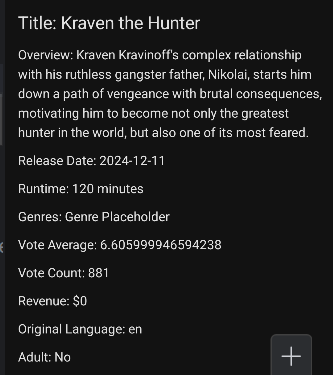 Title: Kraven the Hunter
Overview: Kraven Kravinoff's complex relationship
with his ruthless gangster father, Nikolai, starts him
down a path of vengeance with brutal consequences,
motivating him to become not only the greatest
hunter in the world, but also one of its most feared.
Release Date: 2024-12-11
Runtime: 120 minutes
Genres: Genre Placeholder
Vote Average: 6.605999946594238
Vote Count: 881
Revenue: $0
Original Language: en
Adult: No